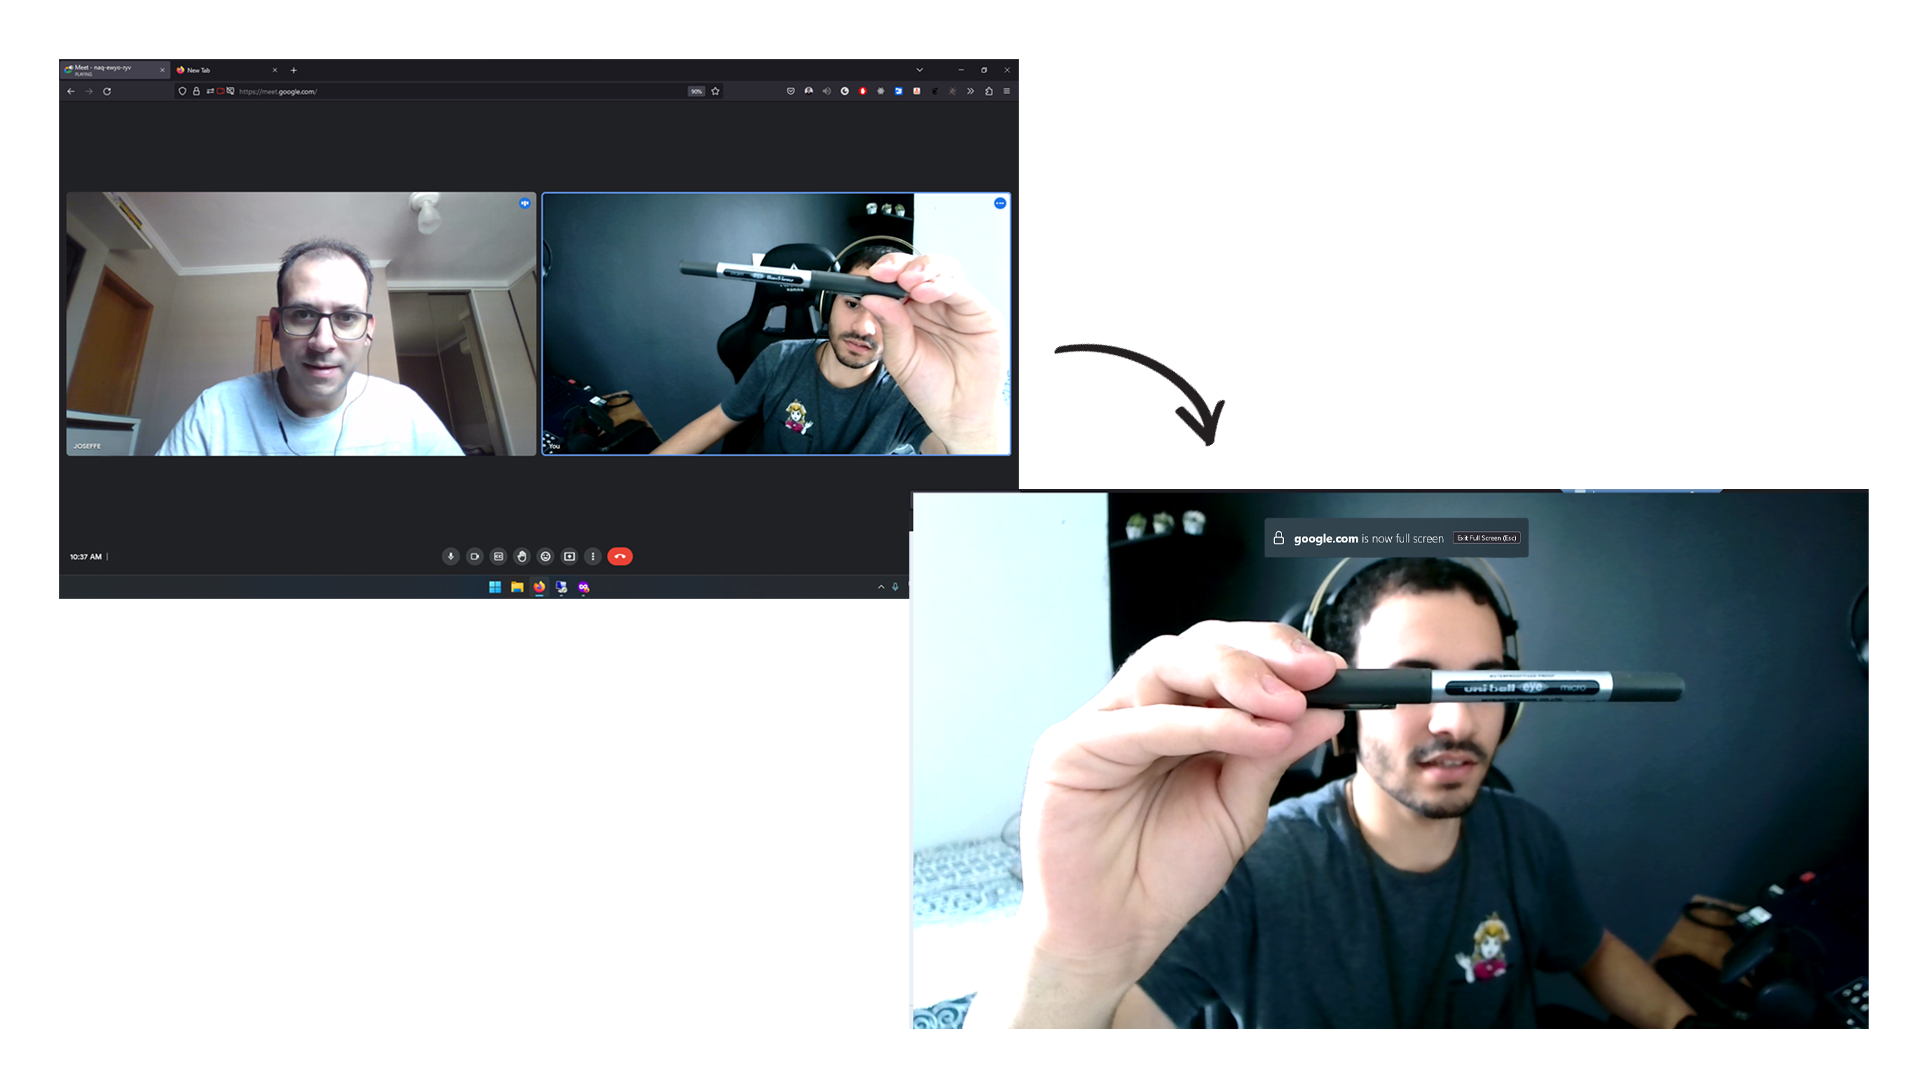 Meet - naq-ewyo-ryv
PLAYING
New Tab
https://meet.google.com/
90%
JOSEFFE
You
10:37 AM
google.com is now full screen
Exit Full Screen (Esc)
uni-ball eye micro